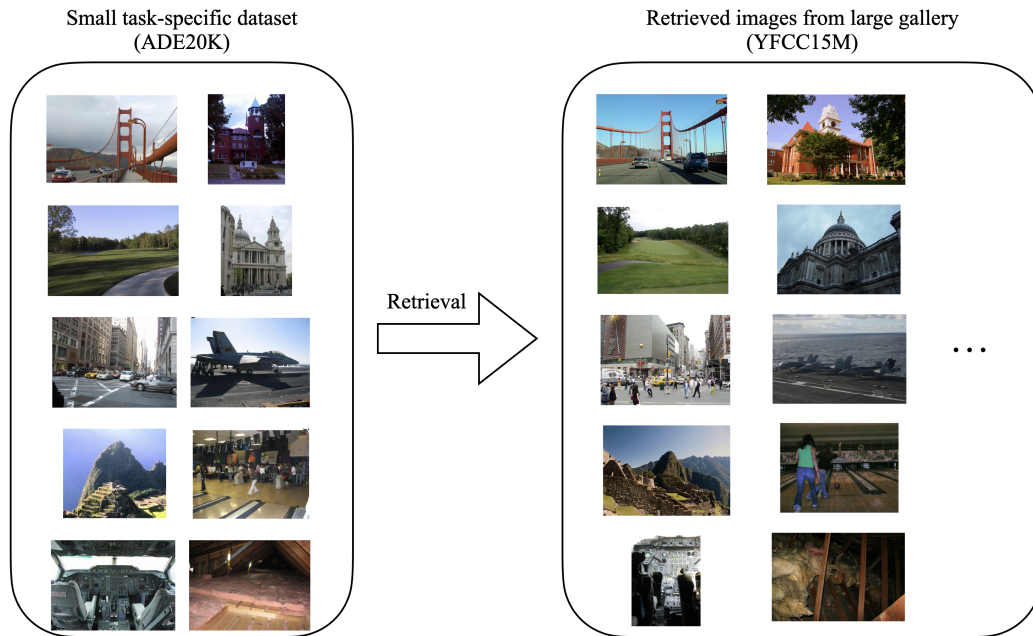 Small task-specific dataset
(ADE20K)
Retrieved images from large gallery
(YFCC15M)
Retrieval
...